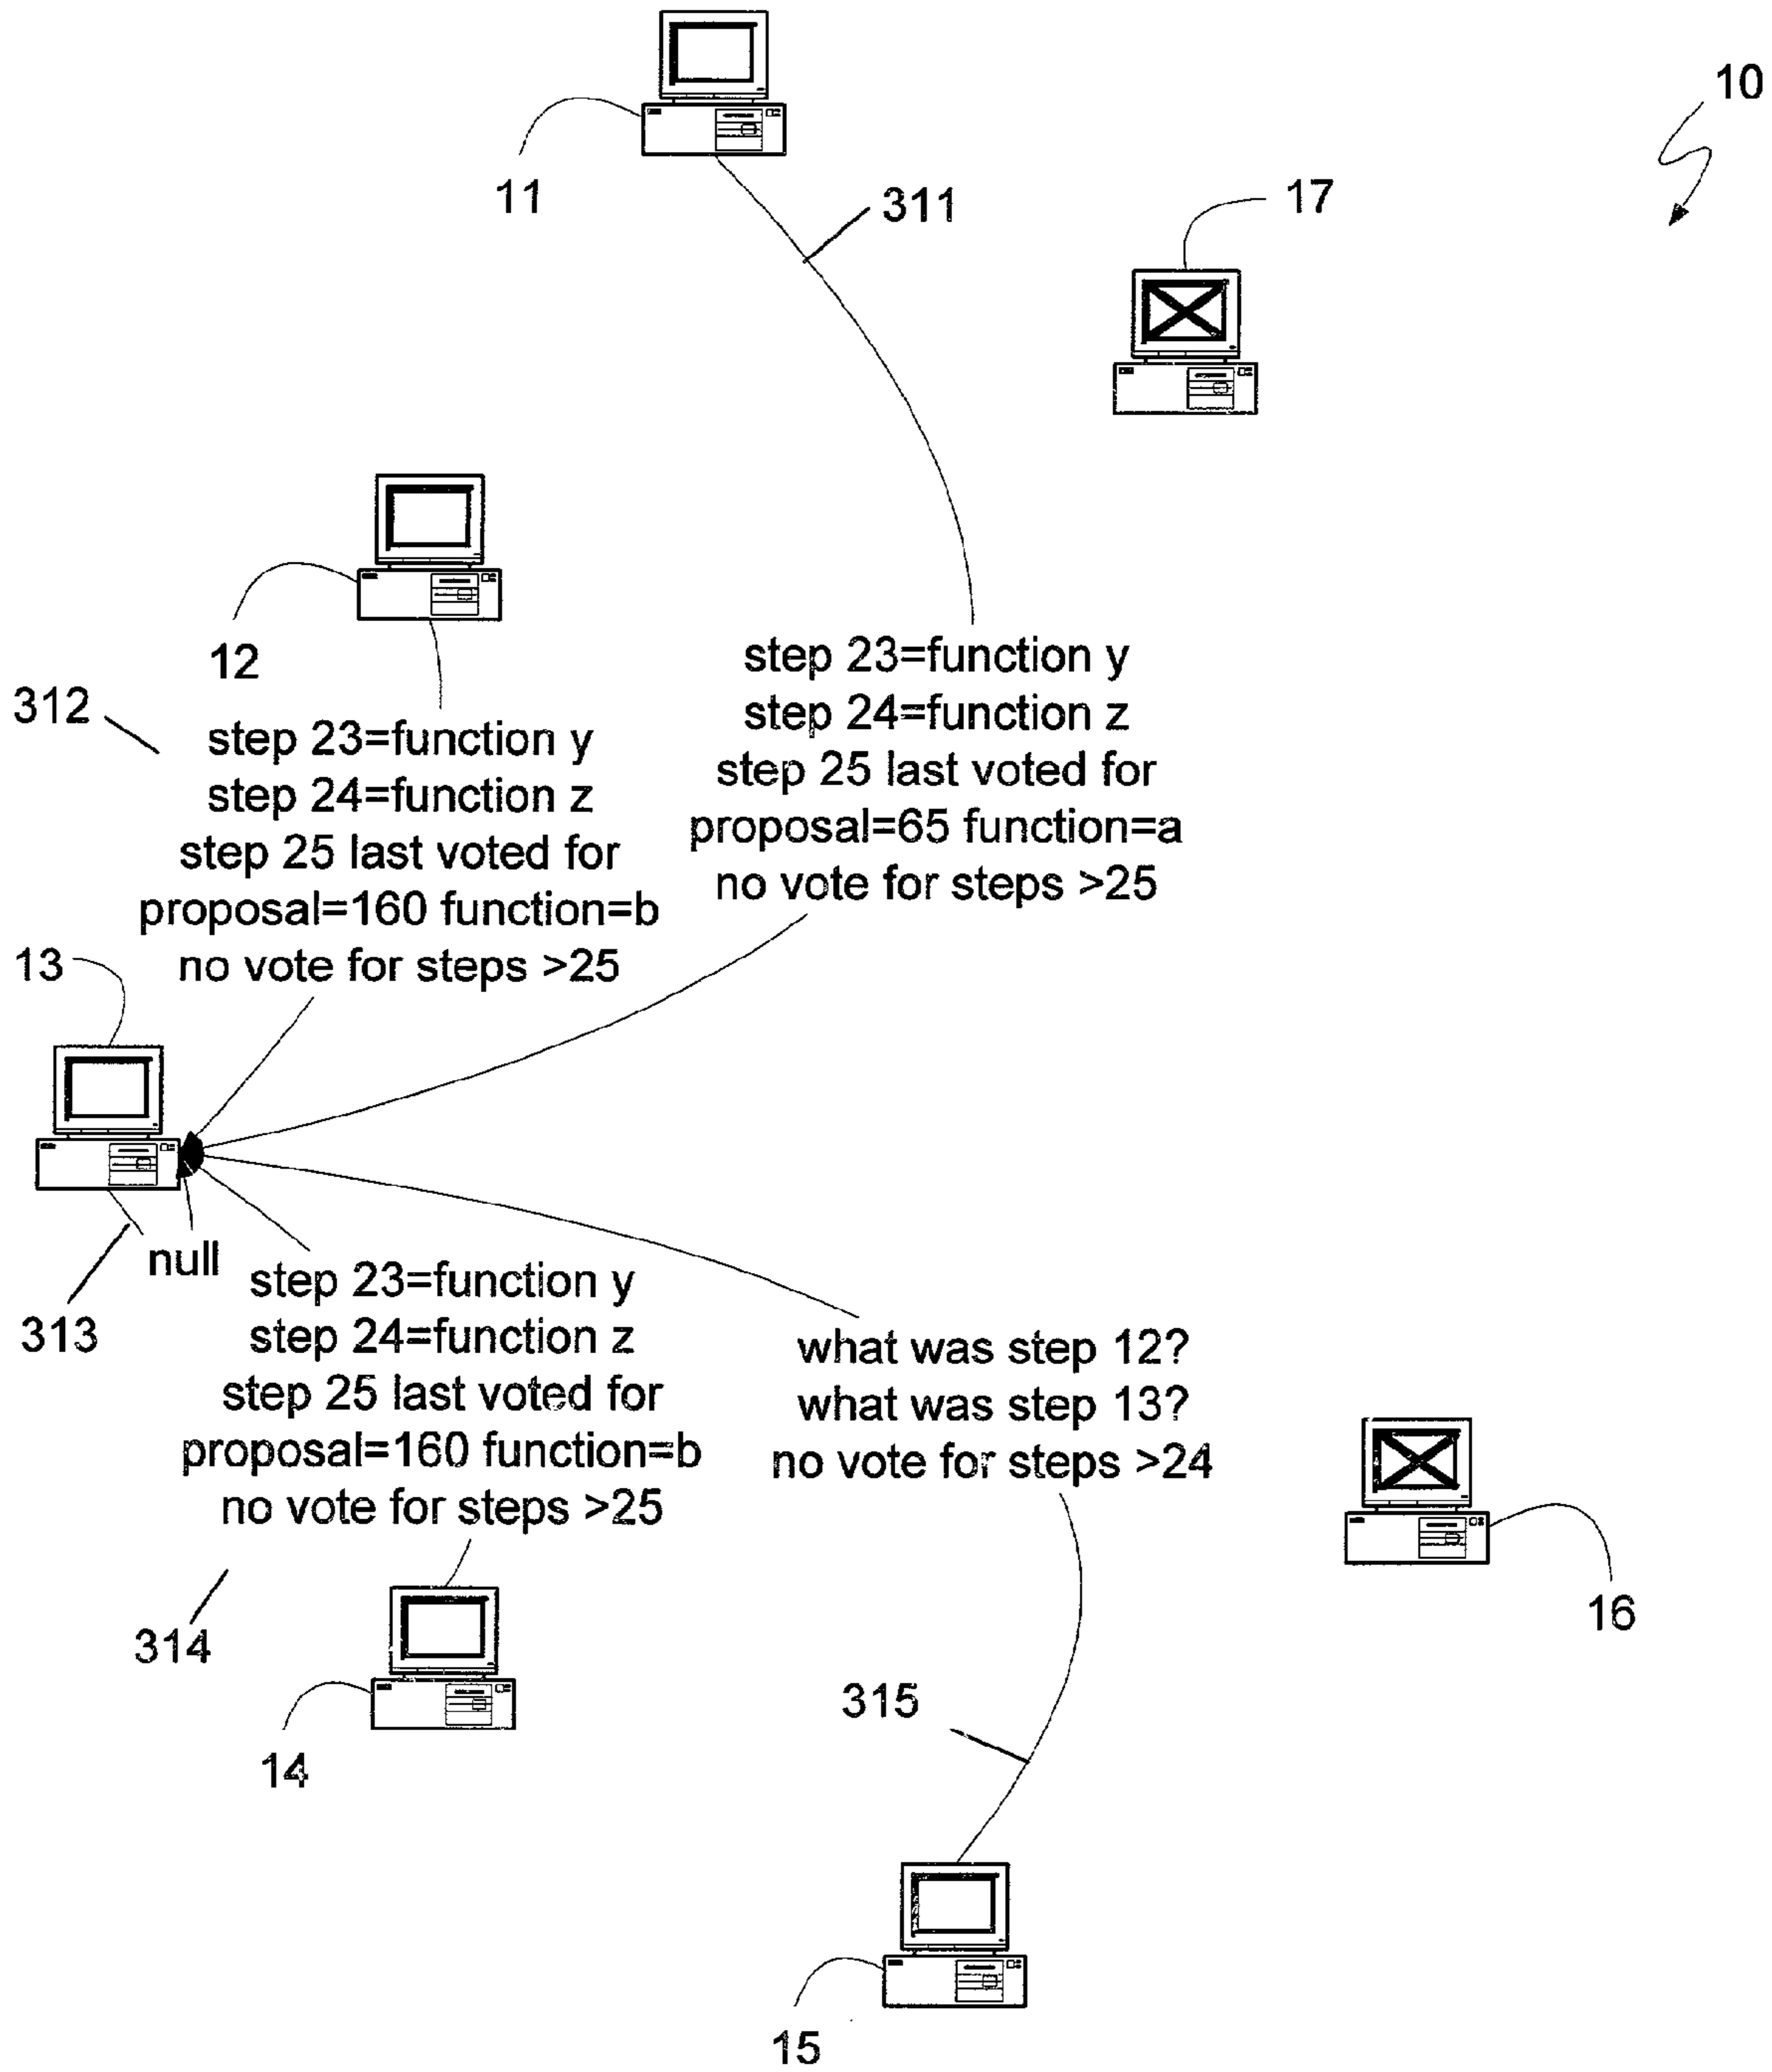 10
11
311
17
12
312
step 23=function y
step 24=function z
step 25 last voted for
proposal=160 function=b
no vote for steps >25
step 23=function y
step 24=function z
step 25 last voted for
proposal=65 function=a
no vote for steps >25
13
null
313
step 23=function y
step 24=function z
step 25 last voted for
proposal=160 function=b
no vote for steps >25
what was step 12?
what was step 13?
no vote for steps >24
16
314
14
315
15